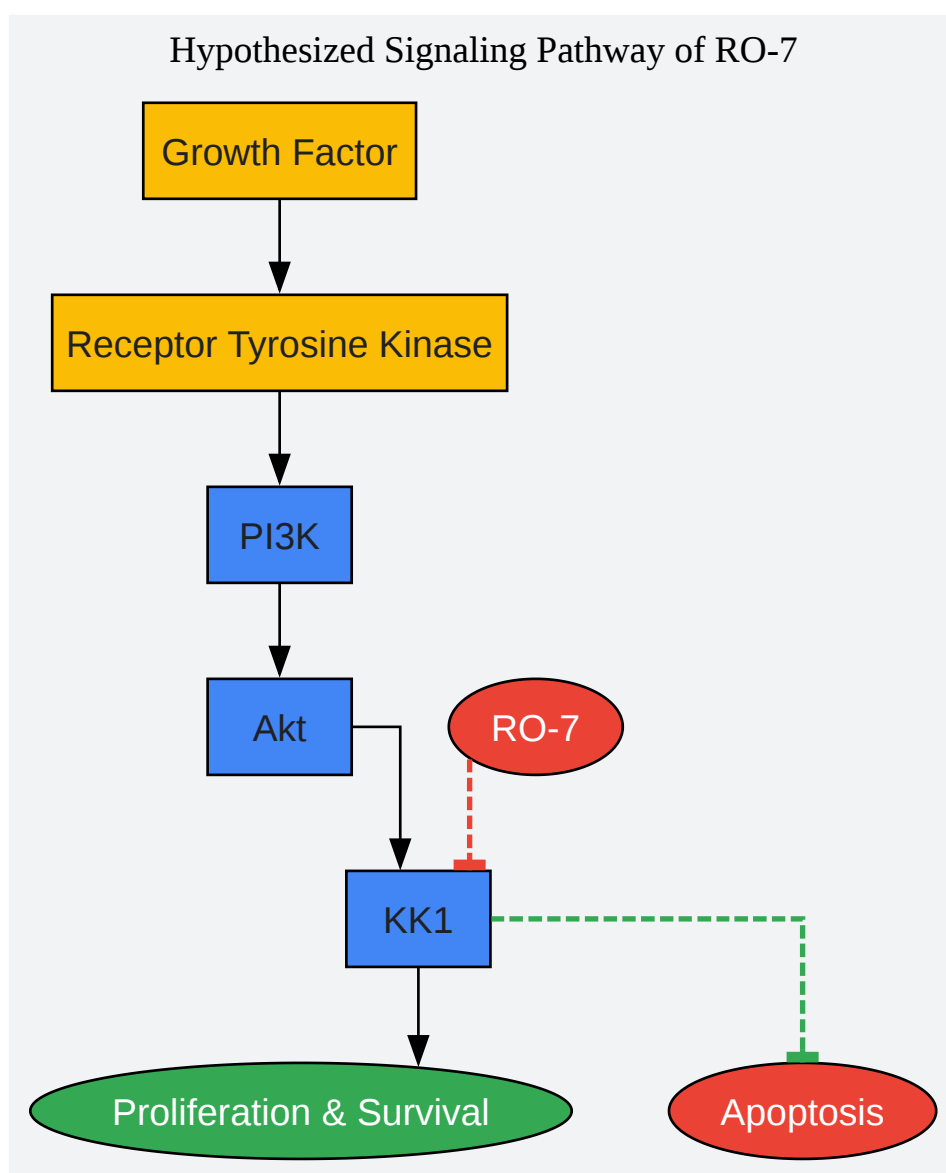 Hypothesized Signaling Pathway of RO-7
Growth Factor
Receptor Tyrosine Kinase
PI3K
Akt
RO-7
KK1
Proliferation & Survival
Apoptosis